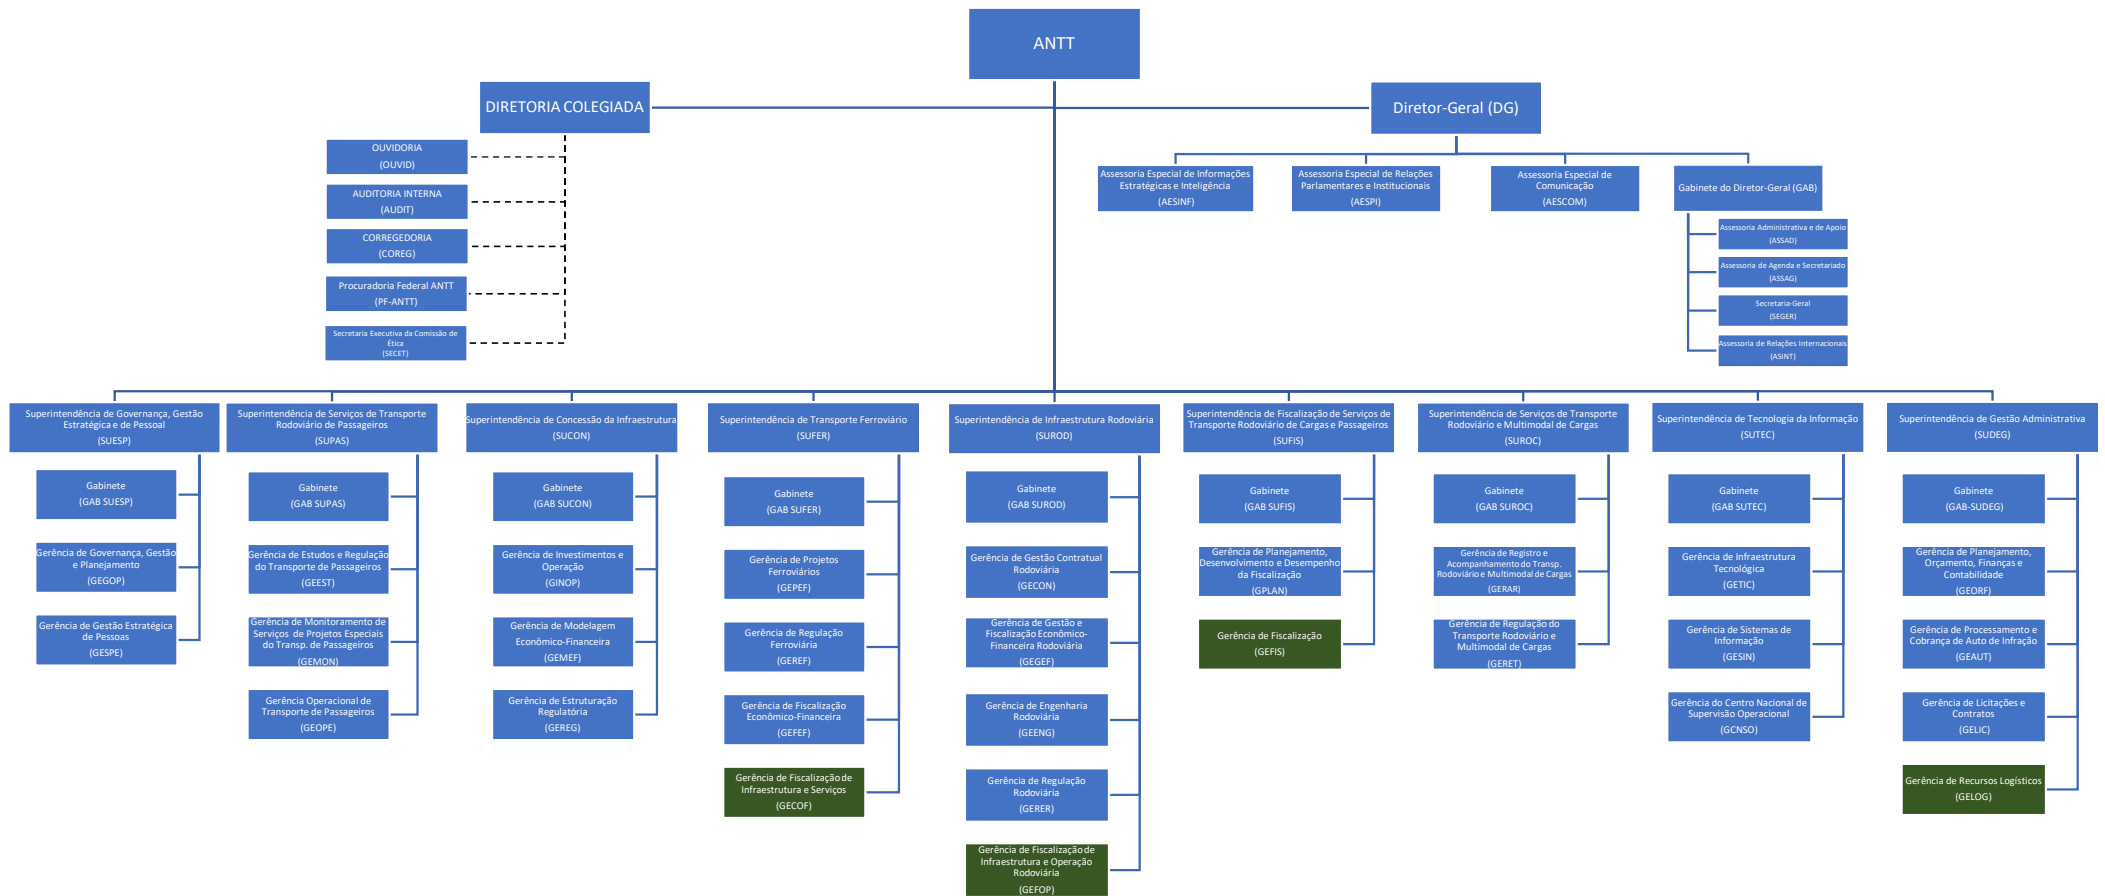 ANTT
DIRETORIA COLEGIADA
Diretor-Geral (DG)
OUVIDORIA
(OUVID)
AUDITORIA INTERNA
(AUDIT)
CORREGEDORIA
(COREG)
Procuradoria Federal ANTT
(PF-ANTT)
Secretaria Executiva da Comissão de
Ética
(SECET)
Assessoria Especial de Informações
Estratégicas e Inteligência
(AESINF)
Assessoria Especial de Relações
Parlamentares e Institucionais
(AESPI)
Assessoria Especial de
Comunicação
(AESCOM)
Gabinete do Diretor-Geral (GAB)
Assessoria Administrativa e de Apoio
(ASSAD)
Assessoria de Agenda e Secretariado
(ASSAG)
Secretaria-Geral
(SEGER)
Assessoria de Relações Internacionais
(ASINT)
Superintendência de Governança, Gestão
Estratégica e de Pessoal
(SUESP)
Gabinete
(GAB SUESP)
Gerência de Governança, Gestão
e Planejamento
(GEGOP)
Gerência de Gestão Estratégica
de Pessoas
(GESPE)
Superintendência de Serviços de Transporte
Rodoviário de Passageiros
(SUPAS)
Gabinete
(GAB SUPAS)
Gerência de Estudos e Regulação
do Transporte de Passageiros
(GEEST)
Gerência de Monitoramento de
Serviços de Projetos Especiais
do Transp. de Passageiros
(GEMON)
Gerência Operacional de
Transporte de Passageiros
(GEOPE)
Superintendência de Concessão da Infraestrutura
(SUCON)
Gabinete
(GAB SUCON)
Gerência de Investimentos e
Operação
(GINOP)
Gerência de Modelagem
Econômico-Financeira
(GEMEF)
Gerência de Estruturação
Regulatória
(GEREG)
Superintendência de Transporte Ferroviário
(SUFER)
Gabinete
(GAB SUFER)
Gerência de Projetos
Ferroviários
(GEPEF)
Gerência de Regulação
Ferroviária
(GEREF)
Gerência de Fiscalização
Econômico-Financeira
(GEFEF)
Gerência de Fiscalização de
Infraestrutura e Serviços
(GECOF)
Superintendência de Infraestrutura Rodoviária
(SUROD)
Gabinete
(GAB SUROD)
Gerência de Gestão Contratual
Rodoviária
(GECON)
Gerência de Gestão e
Fiscalização Econômico-
Financeira Rodoviária
(GEGEF)
Gerência de Engenharia
Rodoviária
(GEENG)
Gerência de Regulação
Rodoviária
(GERER)
Gerência de Fiscalização de
Infraestrutura e Operação
Rodoviária
(GEFOP)
Superintendência de Fiscalização de Serviços de
Transporte Rodoviário de Cargas e Passageiros
(SUFIS)
Gabinete
(GAB SUFIS)
Gerência de Planejamento,
Desenvolvimento e Desempenho
da Fiscalização
(GPLAN)
Gerência de Fiscalização
(GEFIS)
Superintendência de Serviços de Transporte
Rodoviário e Multimodal de Cargas
(SUROC)
Gabinete
(GAB SUROC)
Gerência de Registro e
Acompanhamento do Transp.
Rodoviário e Multimodal de Cargas
(GERAR)
Gerência de Regulação do
Transporte Rodoviário e
Multimodal de Cargas
(GERET)
Superintendência de Tecnologia da Informação
(SUTEC)
Gabinete
(GAB SUTEC)
Gerência de Infraestrutura
Tecnológica
(GETIC)
Gerência de Sistemas de
Informação
(GESIN)
Gerência do Centro Nacional de
Supervisão Operacional
(GCNSO)
Superintendência de Gestão Administrativa
(SUDEG)
Gabinete
(GAB-SUDEG)
Gerência de Planejamento,
Orçamento, Finanças e
Contabilidade
(GEORF)
Gerência de Processamento e
Cobrança de Auto de Infração
(GEAUT)
Gerência de Licitações e
Contratos
(GELIC)
Gerência de Recursos Logísticos
(GELOG)